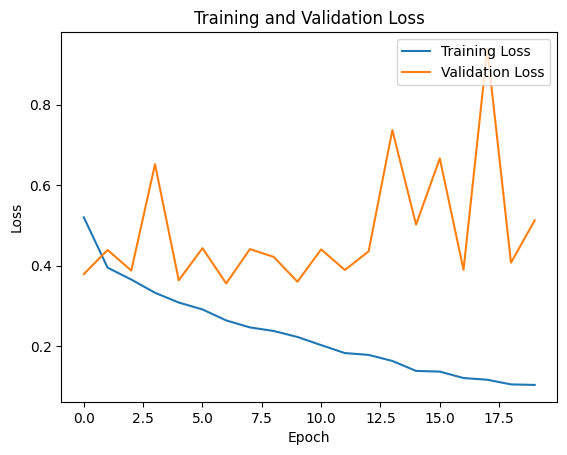 Training and Validation Loss
Training Loss
Validation Loss
Loss
0.8
0.6
0.4
0.2
0.0 2.5 5.0 7.5 10.0 12.5 15.0 17.5
Epoch